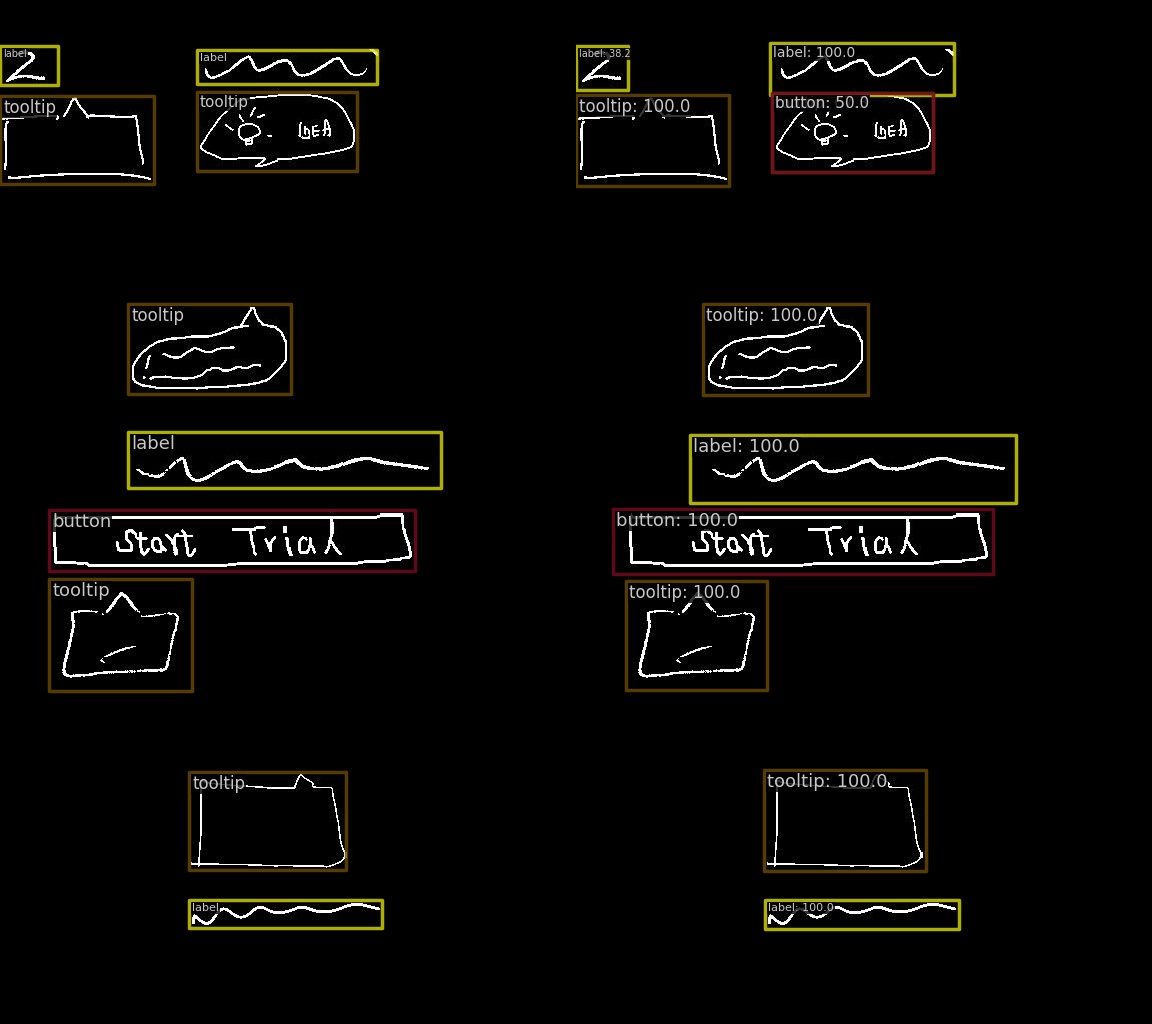 label label label: 38.2 label: 100.0
2 2
tooltip tooltip tooltip: 100.0 button: 50.0
IDEA IDEA
tooltip tooltip: 100.0
label label: 100.0
button button: 100.0
Start Trial Start Trial
tooltip tooltip: 100.0
tooltip tooltip: 100.0
label label: 100.0